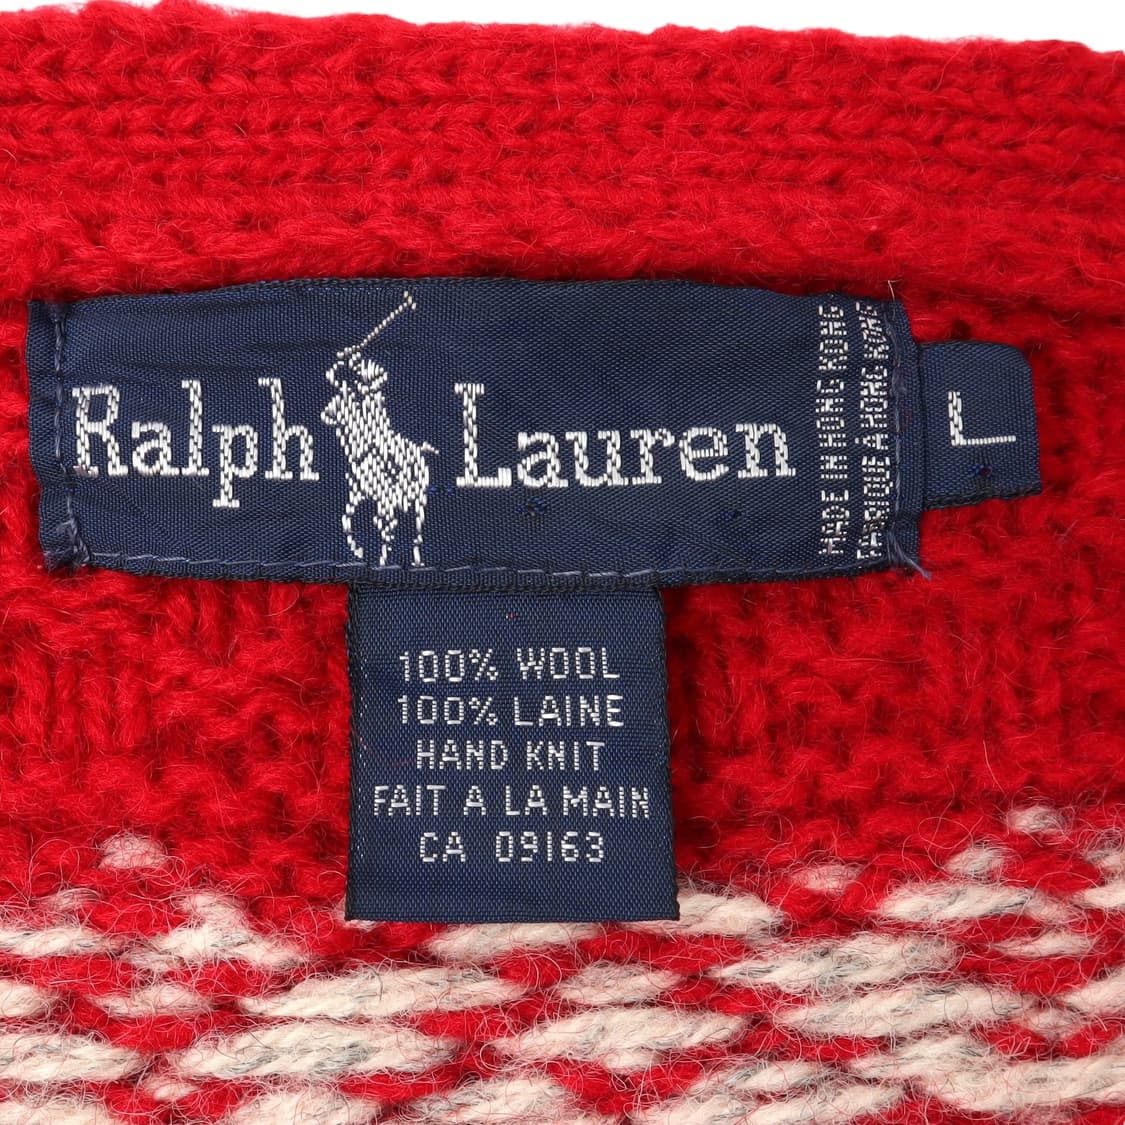 Ralph Lauren
MADE IN HONG KONG
FABRIQUÉ À HONG KONG
L
100% WOOL
100% LAINE
HAND KNIT
FAIT A LA MAIN
CA 09163